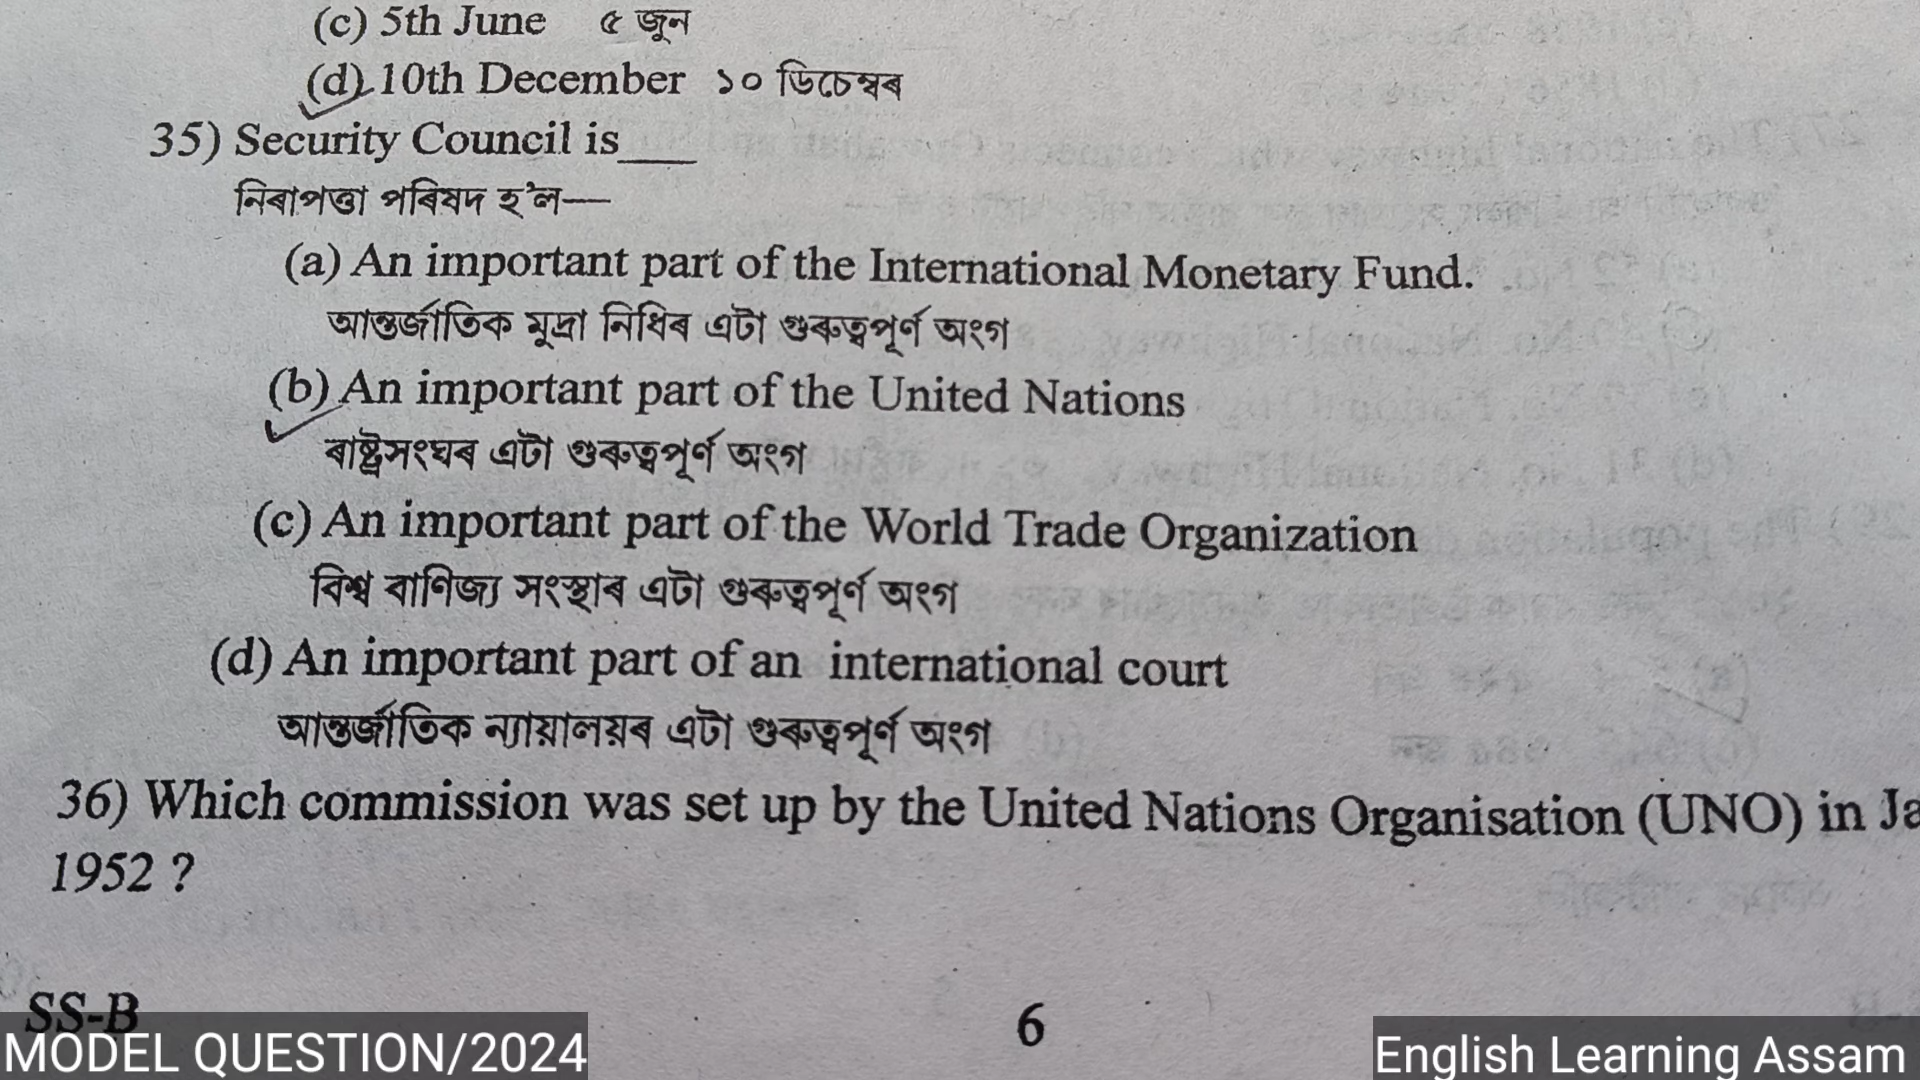 (c) 5th June ৫ জুন
(d) 10th December ১০ ডিচেম্বৰ
35) Security Council is___
নিৰাপত্তা পৰিষদ হ'ল—
(a) An important part of the International Monetary Fund.
আন্তৰ্জাতিক মুদ্ৰা নিধিৰ এটা গুৰুত্বপূৰ্ণ অংগ
(b) An important part of the United Nations
ৰাষ্ট্ৰসংঘৰ এটা গুৰুত্বপূৰ্ণ অংগ
(c) An important part of the World Trade Organization
বিশ্ব বাণিজ্য সংস্থাৰ এটা গুৰুত্বপূৰ্ণ অংগ
(d) An important part of an international court
আন্তৰ্জাতিক ন্যায়ালয়ৰ এটা গুৰুত্বপূৰ্ণ অংগ
36) Which commission was set up by the United Nations Organisation (UNO) in Ja
1952 ?
SS-B
6
MODEL QUESTION/2024
English Learning Assam